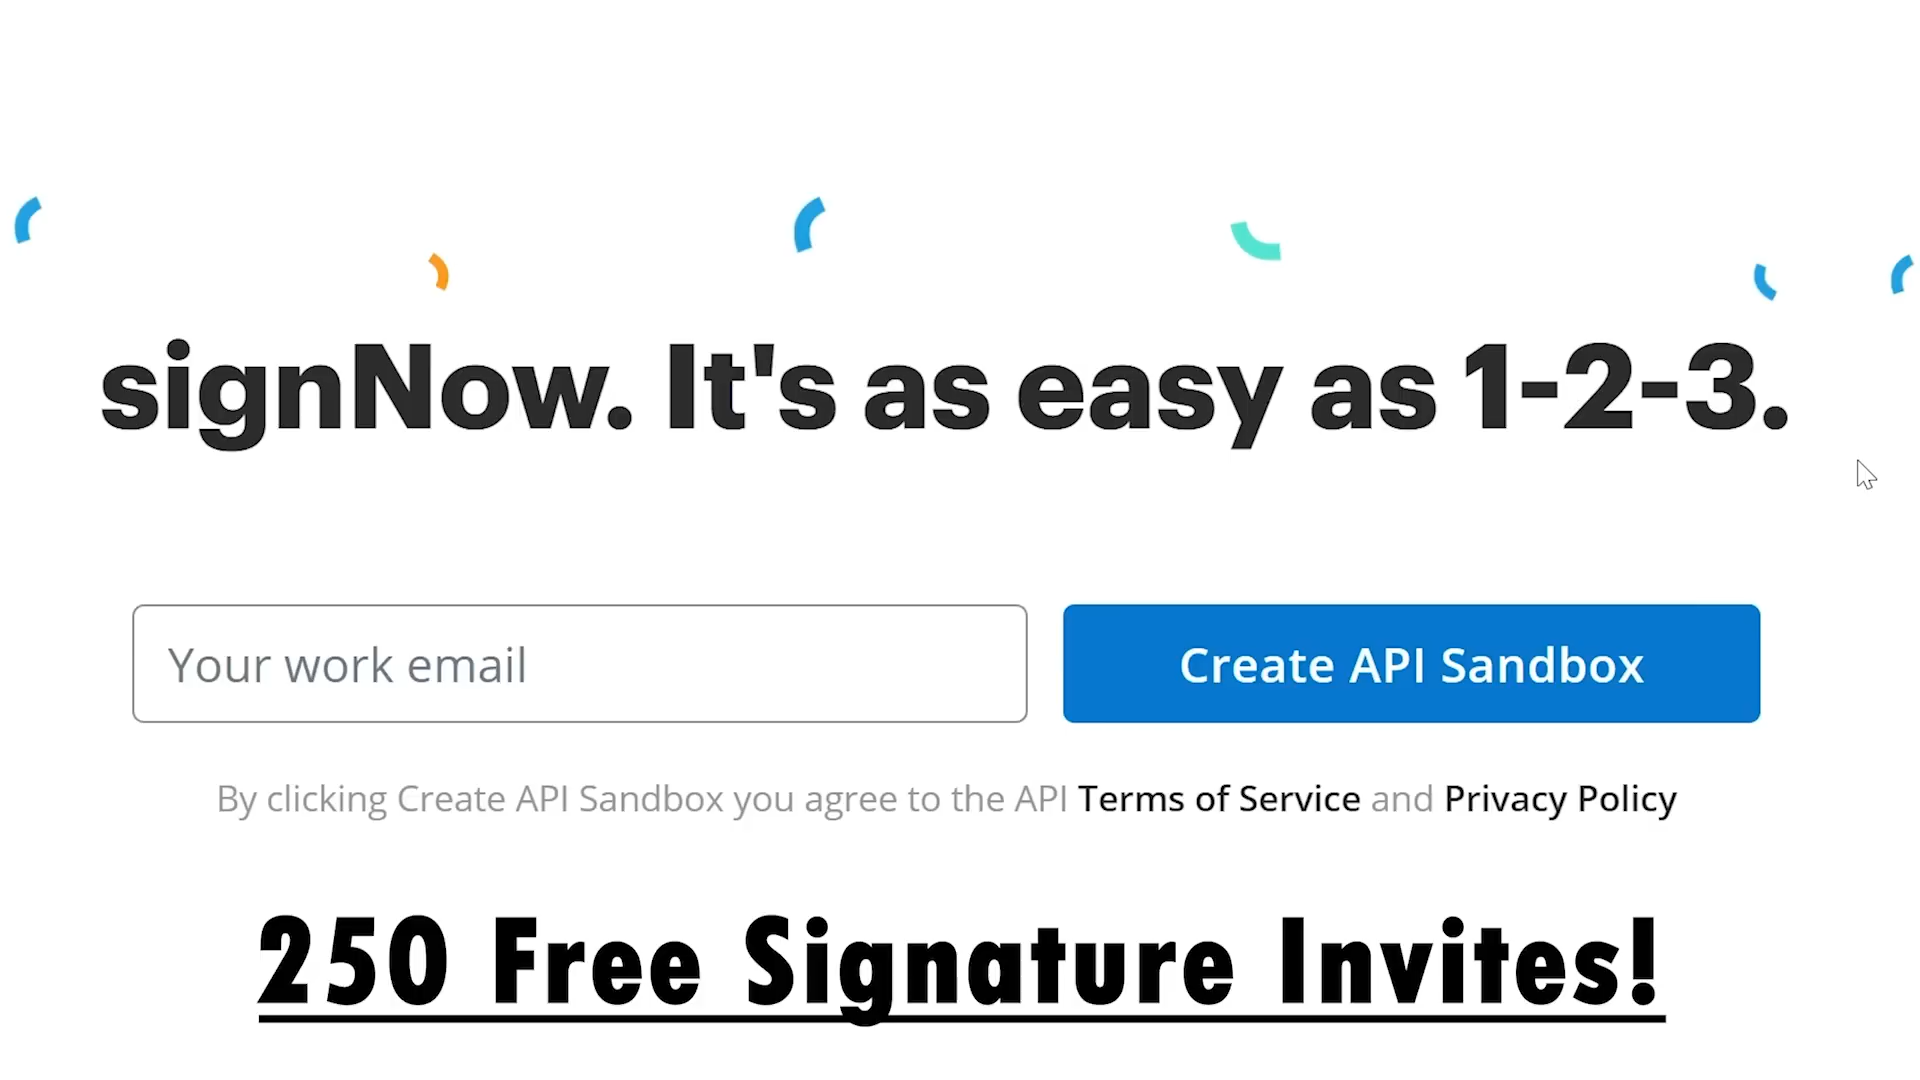 signNow. It's as easy as 1-2-3.
Your work email
Create API Sandbox
By clicking Create API Sandbox you agree to the API Terms of Service and Privacy Policy
250 Free Signature Invites!